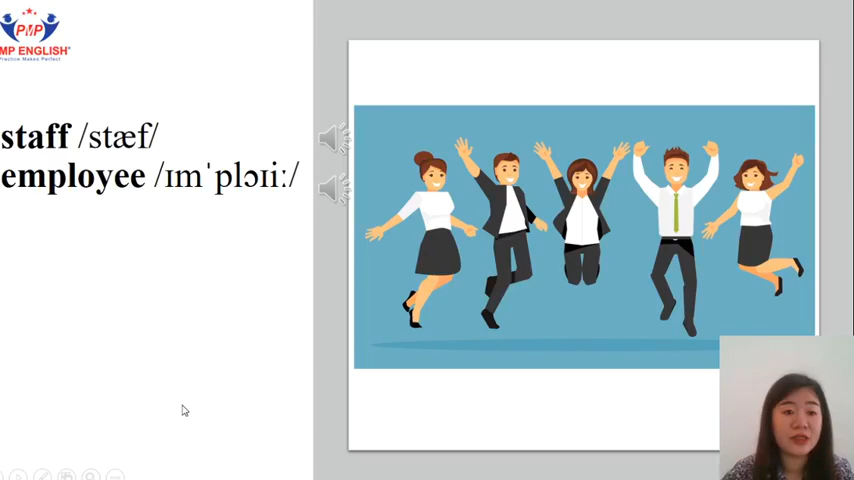 PMP
MP ENGLISH®
Practice Makes Perfect
staff /stæf/
employee /ɪmˈplɔɪiː/